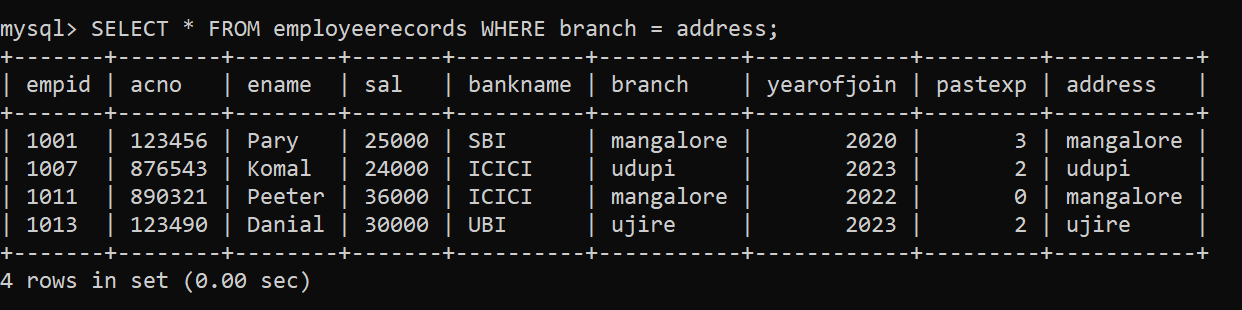 mysql> SELECT * FROM employeerecords WHERE branch = address;
+-------+--------+--------+-------+----------+-----------+------------+---------+-----------+
| empid | acno   | ename  | sal   | bankname | branch    | yearofjoin | pastexp | address   |
+-------+--------+--------+-------+----------+-----------+------------+---------+-----------+
| 1001  | 123456 | Pary   | 25000 | SBI      | mangalore |       2020 |       3 | mangalore |
| 1007  | 876543 | Komal  | 24000 | ICICI    | udupi     |       2023 |       2 | udupi     |
| 1011  | 890321 | Peeter | 36000 | ICICI    | mangalore |       2022 |       0 | mangalore |
| 1013  | 123490 | Danial | 30000 | UBI      | ujire     |       2023 |       2 | ujire     |
+-------+--------+--------+-------+----------+-----------+------------+---------+-----------+
4 rows in set (0.00 sec)